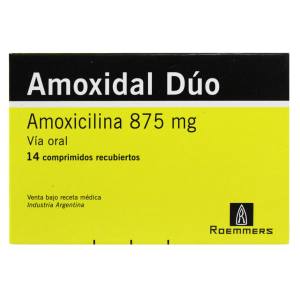 Amoxidal Dúo
Amoxicilina 875 mg
Vía oral
14 comprimidos recubiertos
Venta bajo receta médica
Industria Argentina
ROEMMERS